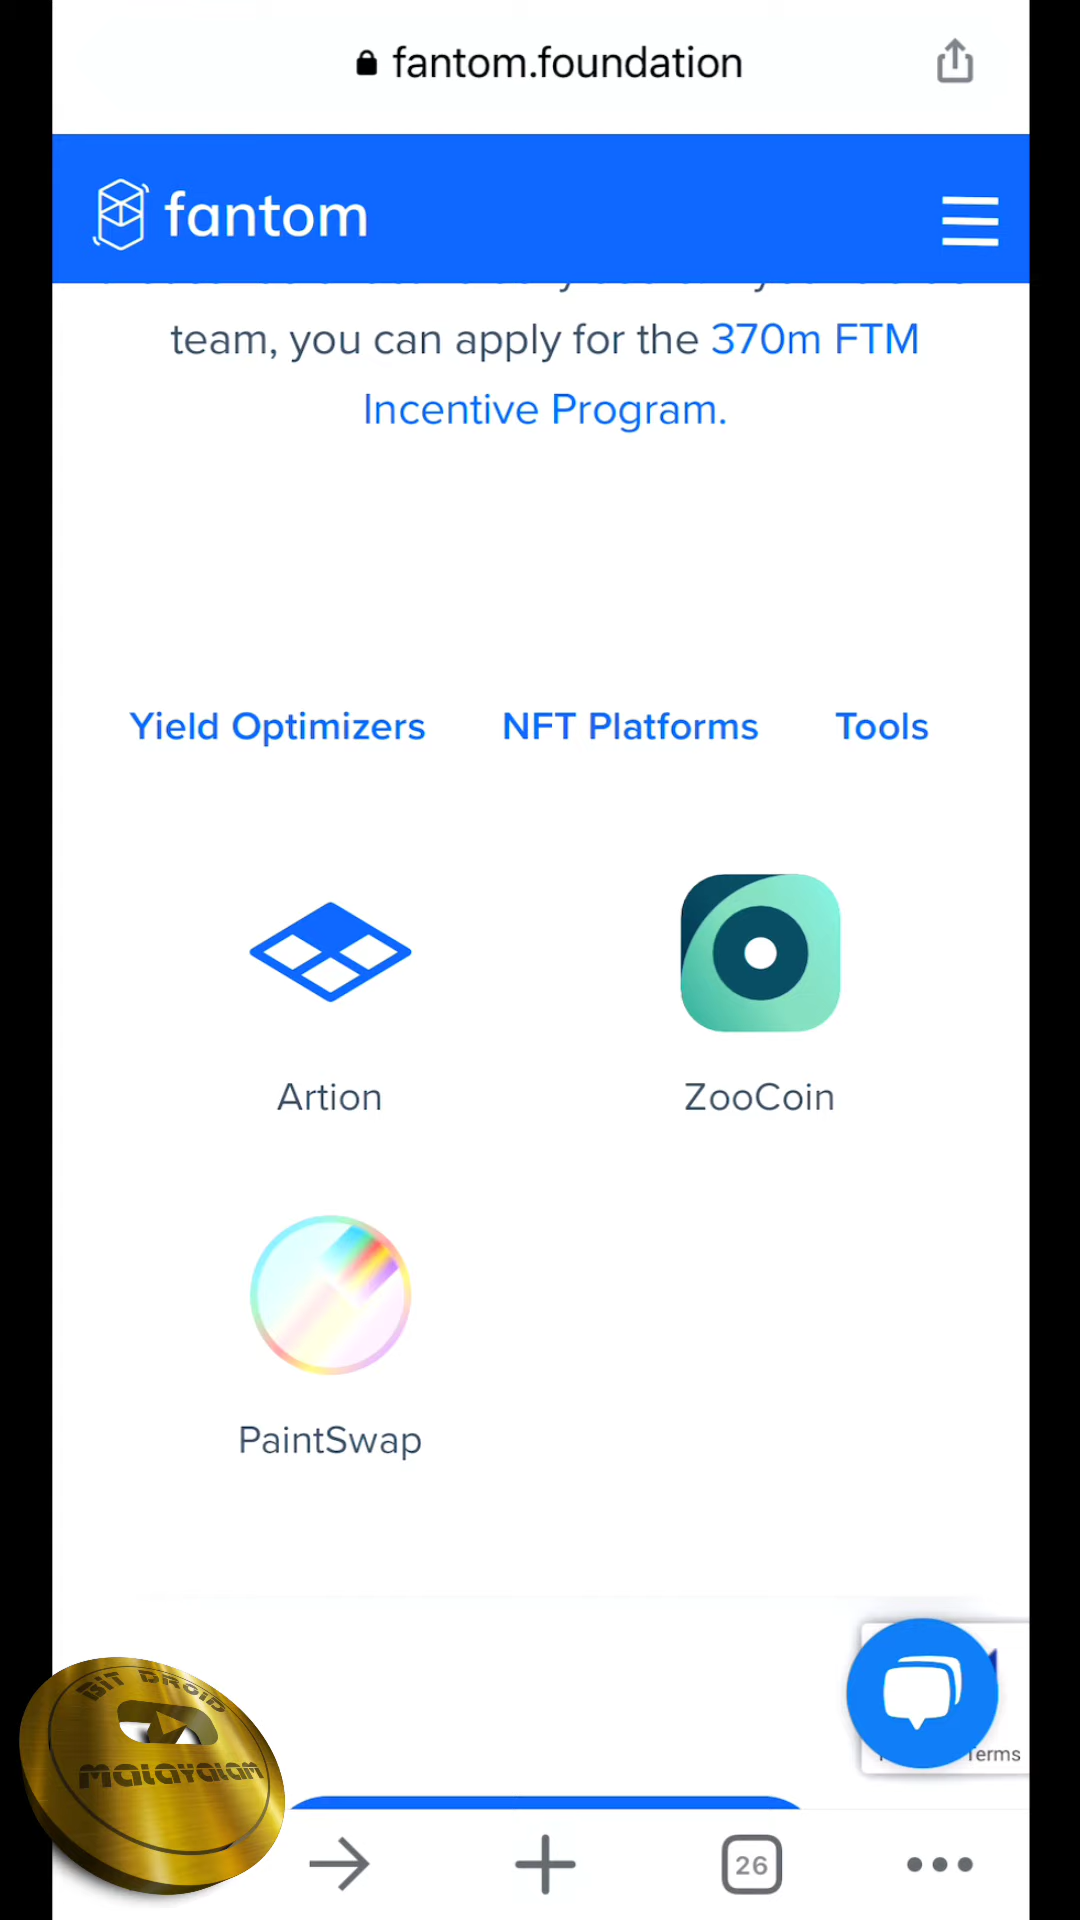 fantom.foundation
fantom
team, you can apply for the 370m FTM
Incentive Program.
Yield Optimizers NFT Platforms Tools
Artion ZooCoin
PaintSwap
Terms
BIT DROID
MALAYALAM
26